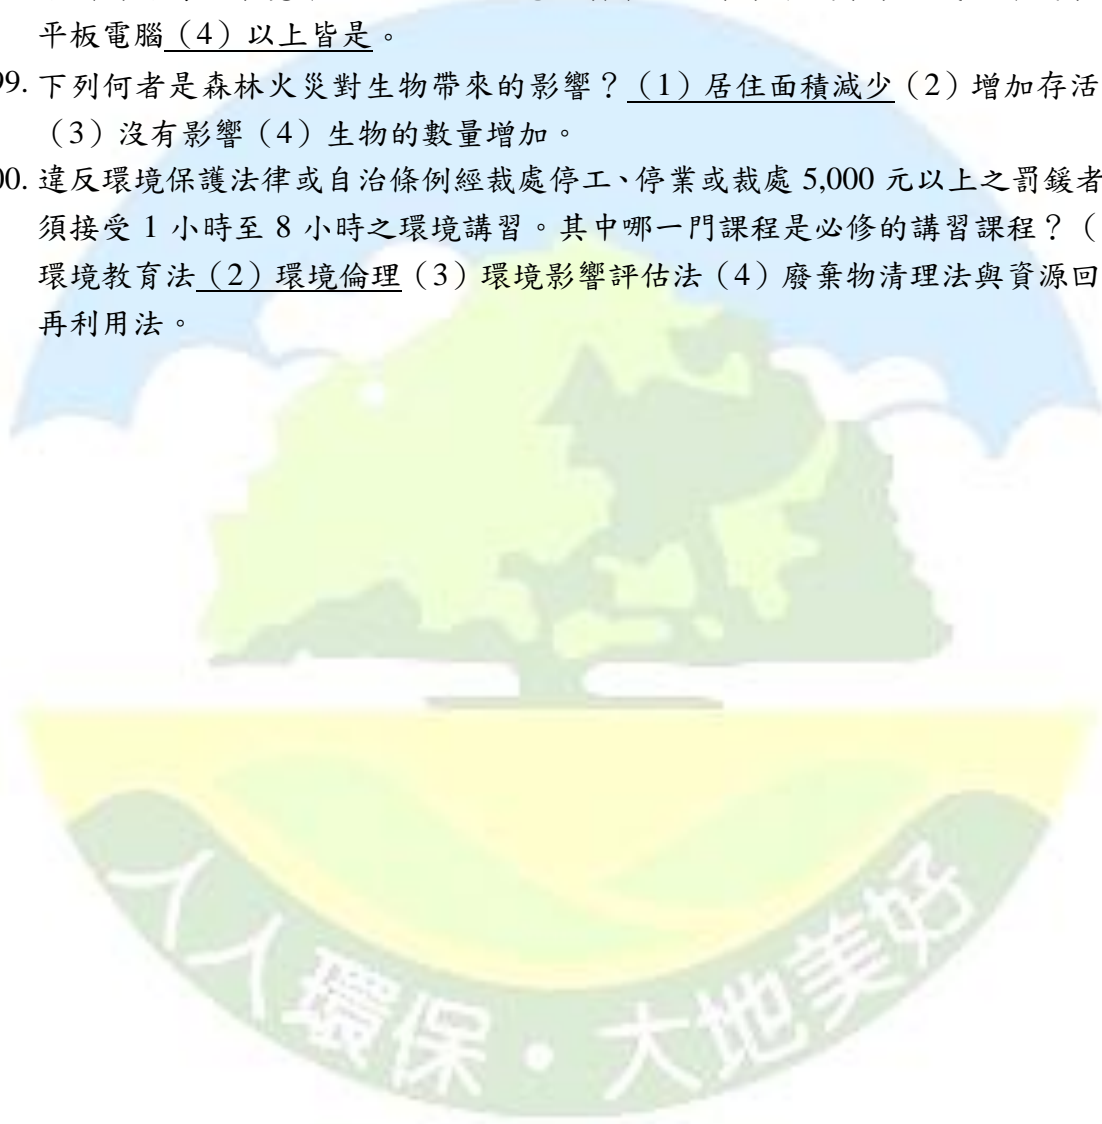 平板電腦（4）以上皆是。
99. 下列何者是森林火災對生物帶來的影響？（1）居住面積減少（2）增加存活
（3）沒有影響（4）生物的數量增加。
00. 違反環境保護法律或自治條例經裁處停工、停業或裁處 5,000 元以上之罰鍰者
須接受 1 小時至 8 小時之環境講習。其中哪一門課程是必修的講習課程？（
環境教育法（2）環境倫理（3）環境影響評估法（4）廢棄物清理法與資源回
再利用法。
人人環保・大地美好